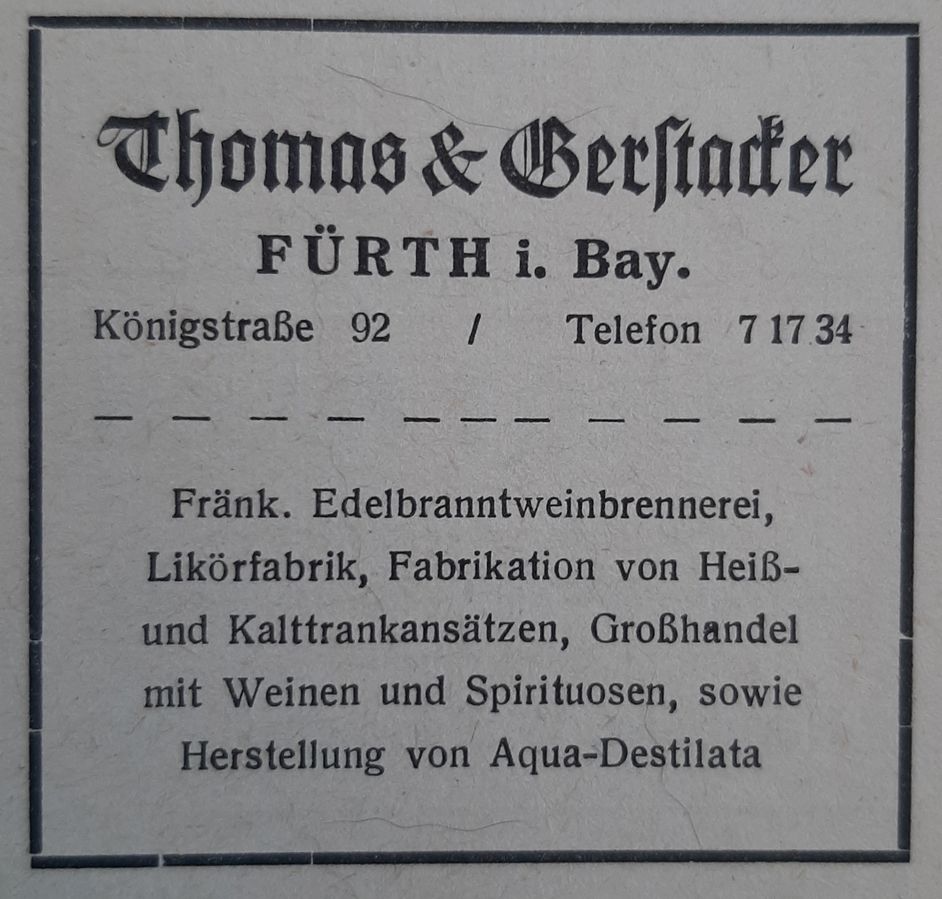 Thomas & Gerstacker
FÜRTH i. Bay.
Königstraße 92 / Telefon 7 17 34
Fränk. Edelbranntweinbrennerei,
Likörfabrik, Fabrikation von Heiß-
und Kalttrankansätzen, Großhandel
mit Weinen und Spirituosen, sowie
Herstellung von Aqua-Destilata